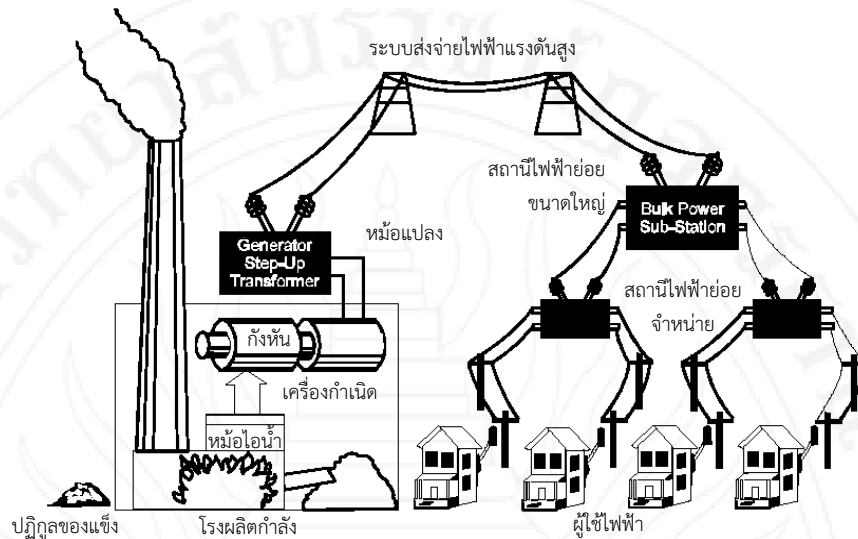 ระบบส่งจ่ายไฟฟ้าแรงดันสูง
สถานีไฟฟ้าย่อย
ขนาดใหญ่
Bulk Power
Sub-Station
หม้อแปลง
Generator
Step-Up
Transformer
สถานีไฟฟ้าย่อย
จำหน่าย
กังหัน
เครื่องกำเนิด
หม้อไอน้ำ
ปฏิกูลของแข็ง
โรงผลิตกำลัง
ผู้ใช้ไฟฟ้า